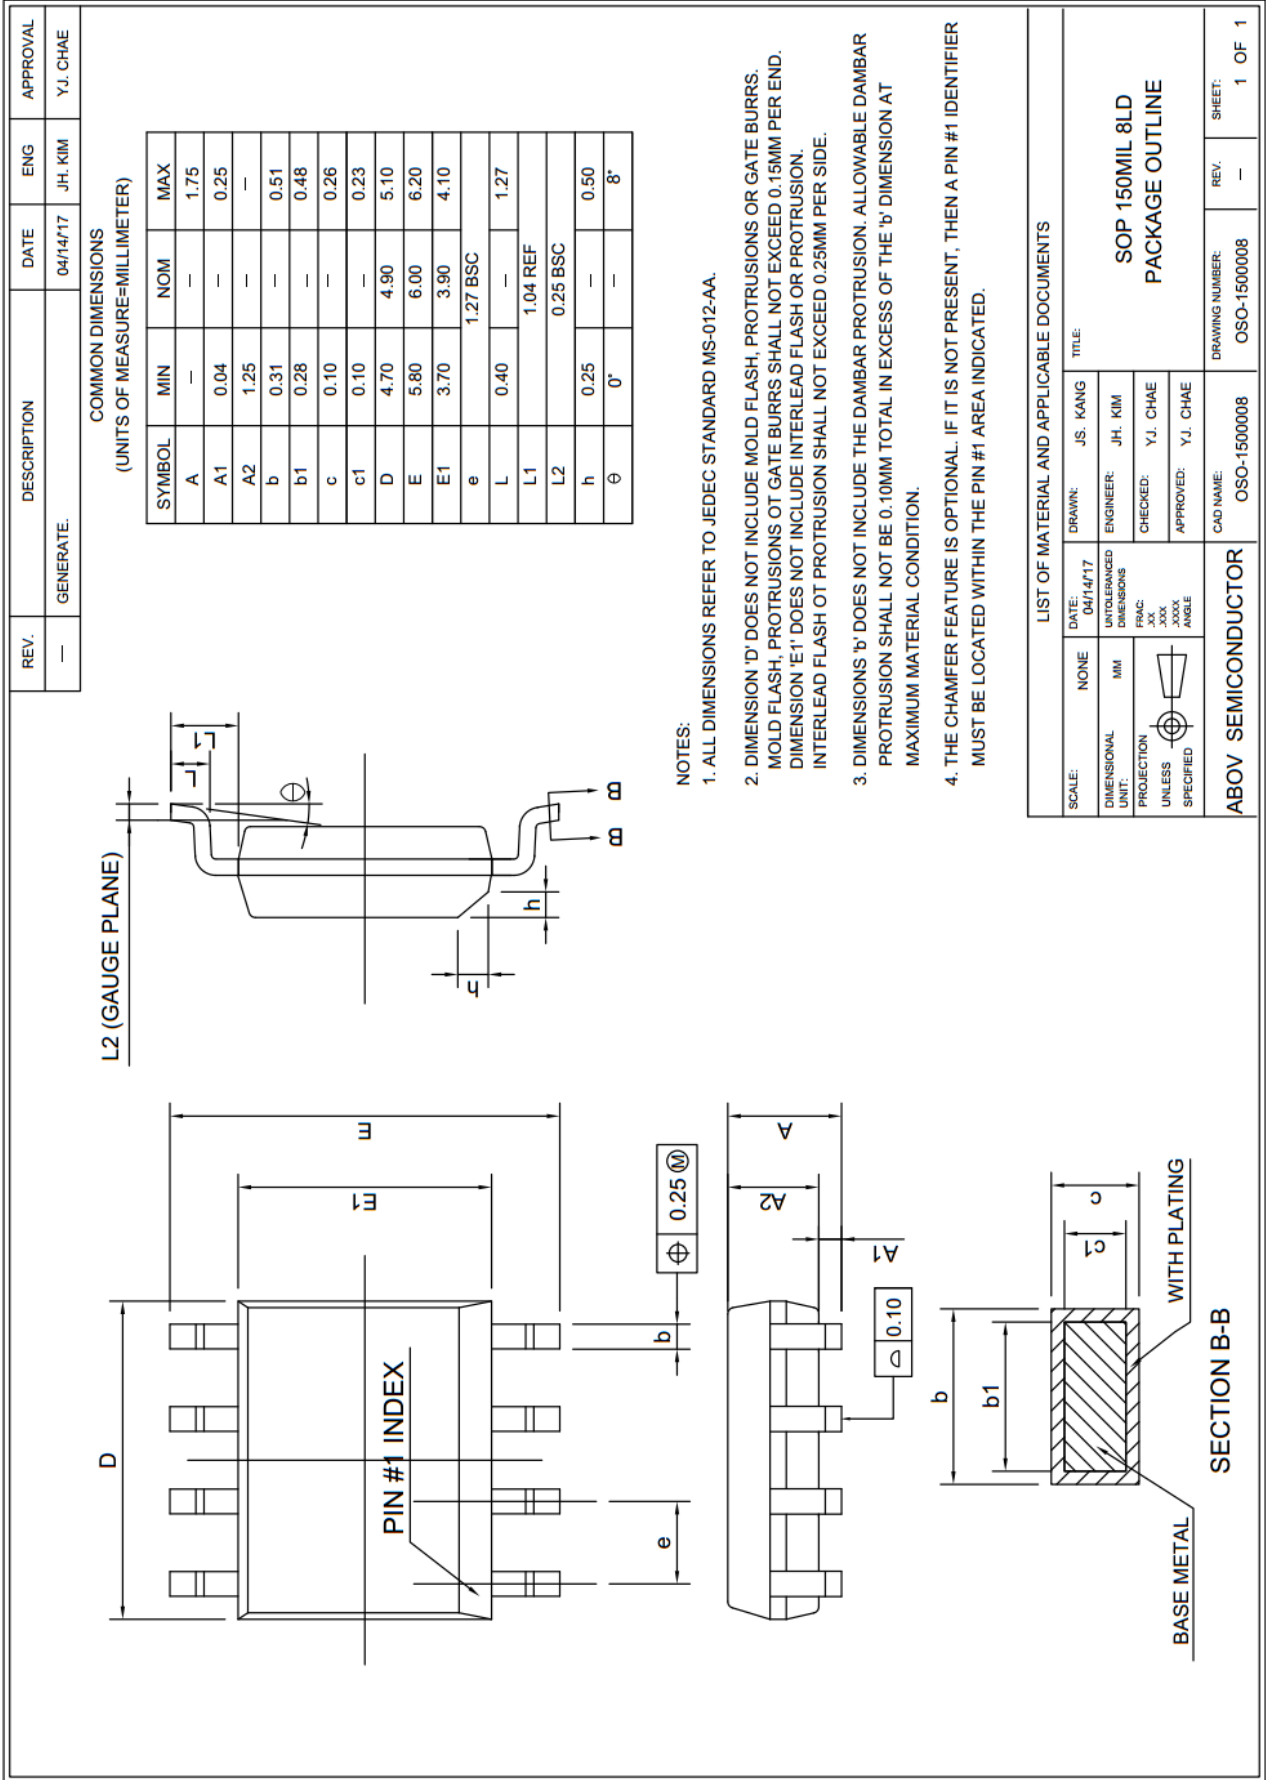 REV. DESCRIPTION DATE ENG APPROVAL
— GENERATE. 04/14/'17 JH. KIM YJ. CHAE
COMMON DIMENSIONS
(UNITS OF MEASURE=MILLIMETER)
SYMBOL MIN NOM MAX
A — — 1.75
A1 0.04 — 0.25
A2 1.25 — —
b 0.31 — 0.51
b1 0.28 — 0.48
c 0.10 — 0.26
c1 0.10 — 0.23
D 4.70 4.90 5.10
E 5.80 6.00 6.20
E1 3.70 3.90 4.10
e 1.27 BSC
L 0.40 — 1.27
L1 1.04 REF
L2 0.25 BSC
h 0.25 — 0.50
θ 0° — 8°
L2 (GAUGE PLANE)
L
L1
θ
B
B
h
h
D
E
E1
PIN #1 INDEX
e
b
⌖ 0.25 Ⓜ
A
A2
A1
⌓ 0.10
b
b1
c
c1
WITH PLATING
BASE METAL
SECTION B-B
NOTES:
1. ALL DIMENSIONS REFER TO JEDEC STANDARD MS-012-AA.
2. DIMENSION 'D' DOES NOT INCLUDE MOLD FLASH, PROTRUSIONS OR GATE BURRS.
MOLD FLASH, PROTRUSIONS OT GATE BURRS SHALL NOT EXCEED 0.15MM PER END.
DIMENSION 'E1' DOES NOT INCLUDE INTERLEAD FLASH OR PROTRUSION.
INTERLEAD FLASH OT PROTRUSION SHALL NOT EXCEED 0.25MM PER SIDE.
3. DIMENSIONS 'b' DOES NOT INCLUDE THE DAMBAR PROTRUSION. ALLOWABLE DAMBAR
PROTRUSION SHALL NOT BE 0.10MM TOTAL IN EXCESS OF THE 'b' DIMENSION AT
MAXIMUM MATERIAL CONDITION.
4. THE CHAMFER FEATURE IS OPTIONAL. IF IT IS NOT PRESENT, THEN A PIN #1 IDENTIFIER
MUST BE LOCATED WITHIN THE PIN #1 AREA INDICATED.
LIST OF MATERIAL AND APPLICABLE DOCUMENTS
SCALE: NONE
DATE: 04/14/'17
DRAWN: JS. KANG
TITLE:
SOP 150MIL 8LD
PACKAGE OUTLINE
DIMENSIONAL
UNIT: MM
UNTOLERANCED
DIMENSIONS
ENGINEER: JH. KIM
PROJECTION
UNLESS
SPECIFIED
FRAC:
.XX
.XXX
.XXXX
ANGLE
CHECKED: YJ. CHAE
APPROVED: YJ. CHAE
ABOV SEMICONDUCTOR
CAD NAME:
OSO-1500008
DRAWING NUMBER:
OSO-1500008
REV.
—
SHEET:
1 OF 1